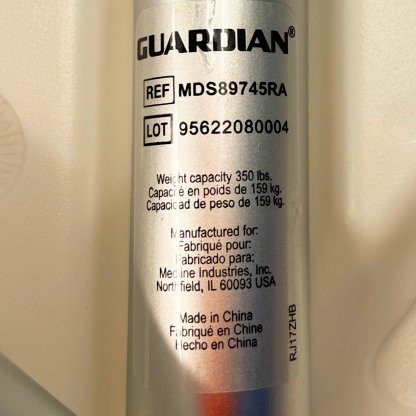 GUARDIAN®
REF MDS89745RA
LOT 95622080004
Weight capacity 350 lbs.
Capacité en poids de 159 kg.
Capacidad de peso de 159 kg.
Manufactured for:
Fabriqué pour:
Fabricado para:
Medline Industries, Inc.
Northfield, IL 60093 USA
Made in China
Fabriqué en Chine
Hecho en China
RJ17ZHB